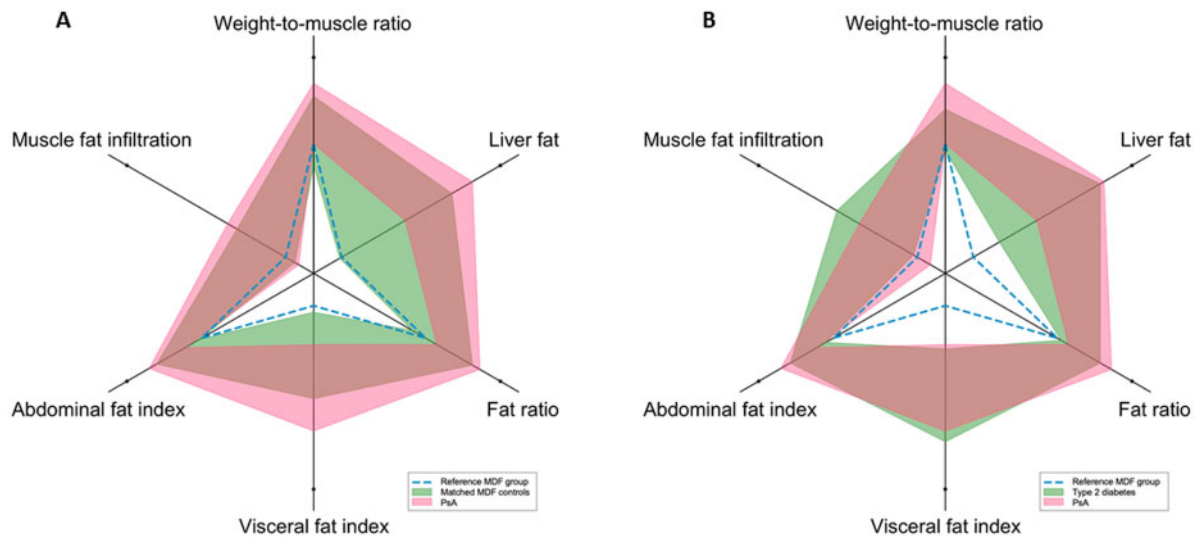 A
Weight-to-muscle ratio
Muscle fat infiltration
Liver fat
Abdominal fat index
Fat ratio
Visceral fat index
Reference MDF group
Matched MDF controls
PsA
B
Weight-to-muscle ratio
Muscle fat infiltration
Liver fat
Abdominal fat index
Fat ratio
Visceral fat index
Reference MDF group
Type 2 diabetes
PsA